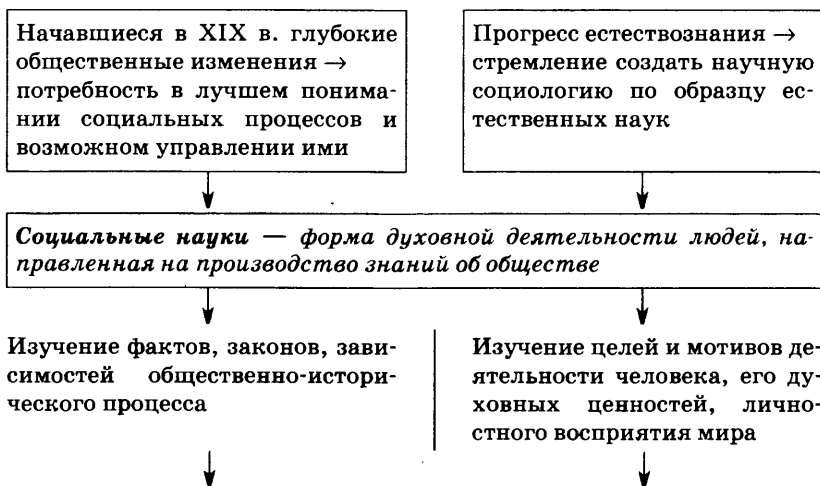 Начавшиеся в XIX в. глубокие
общественные изменения →
потребность в лучшем понима-
нии социальных процессов и
возможном управлении ими
Прогресс естествознания →
стремление создать научную
социологию по образцу ес-
тественных наук
Социальные науки — форма духовной деятельности людей, на-
правленная на производство знаний об обществе
Изучение фактов, законов, зави-
симостей общественно-истори-
ческого процесса
Изучение целей и мотивов де-
ятельности человека, его ду-
ховных ценностей, лично-
стного восприятия мира